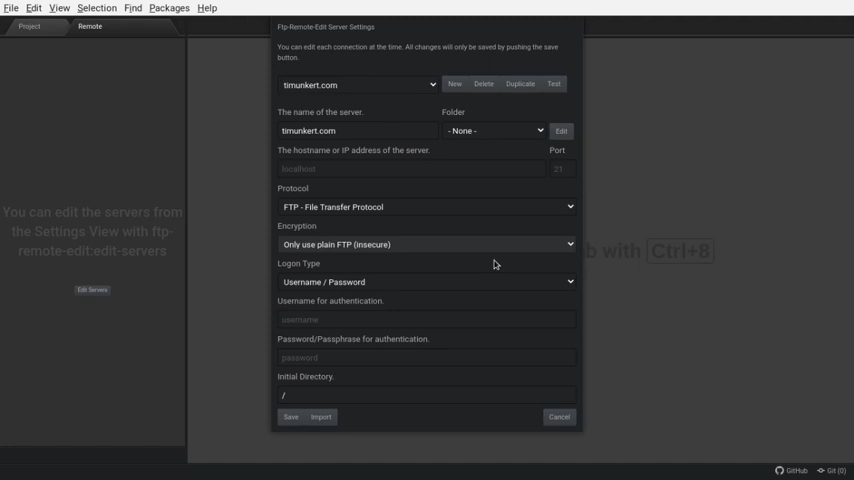 File Edit View Selection Find Packages Help
Project Remote
Ftp-Remote-Edit Server Settings
You can edit each connection at the time. All changes will only be saved by pushing the save
button.
timunkert.com New Delete Duplicate Test
The name of the server. Folder
timunkert.com - None - Edit
The hostname or IP address of the server. Port
localhost 21
Protocol
FTP - File Transfer Protocol
Encryption
Only use plain FTP (insecure)
Logon Type
Username / Password
Username for authentication.
username
Password/Passphrase for authentication.
password
Initial Directory.
/
Save Import Cancel
You can edit the servers from
the Settings View with ftp-
remote-edit:edit-servers
Edit Servers
b with Ctrl+8
GitHub Git (0)